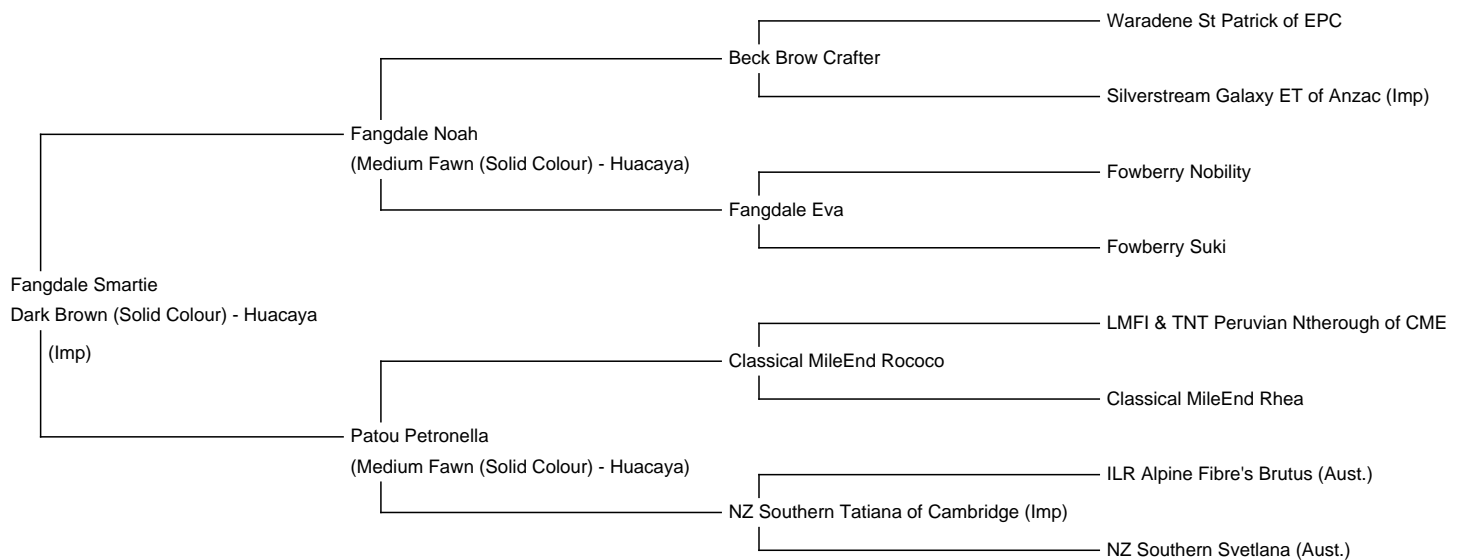 Waradene St Patrick of EPC
Beck Brow Crafter
Silverstream Galaxy ET of Anzac (Imp)
Fangdale Noah
(Medium Fawn (Solid Colour) - Huacaya)
Fowberry Nobility
Fangdale Eva
Fowberry Suki
Fangdale Smartie
Dark Brown (Solid Colour) - Huacaya
(Imp)
LMFI & TNT Peruvian Ntherough of CME
Classical MileEnd Rococo
Classical MileEnd Rhea
Patou Petronella
(Medium Fawn (Solid Colour) - Huacaya)
ILR Alpine Fibre's Brutus (Aust.)
NZ Southern Tatiana of Cambridge (Imp)
NZ Southern Svetlana (Aust.)